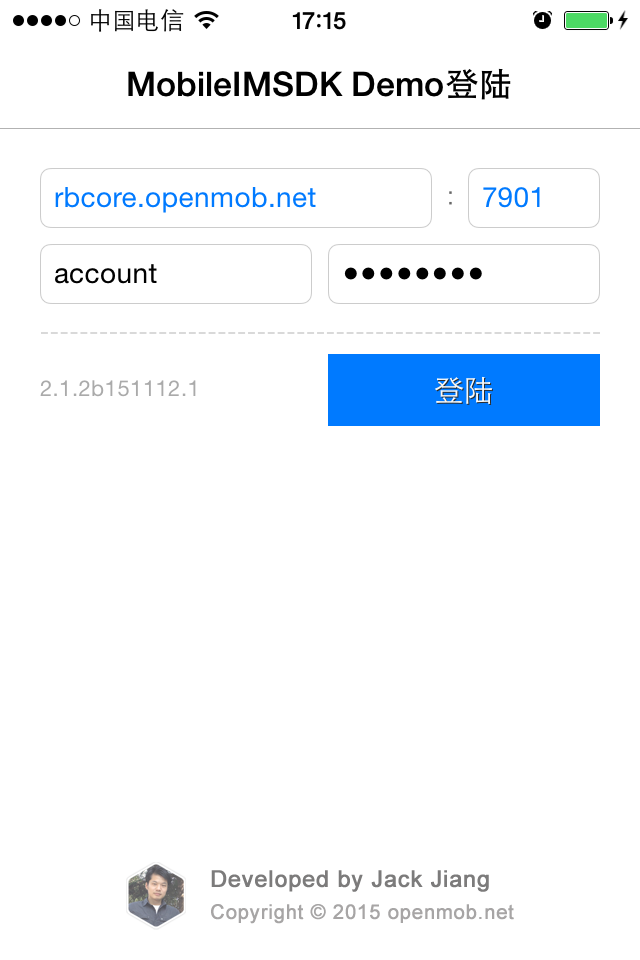 中国电信 17:15
MobileIMSDK Demo登陆
rbcore.openmob.net : 7901
account ••••••••
2.1.2b151112.1 登陆
Developed by Jack Jiang
Copyright © 2015 openmob.net